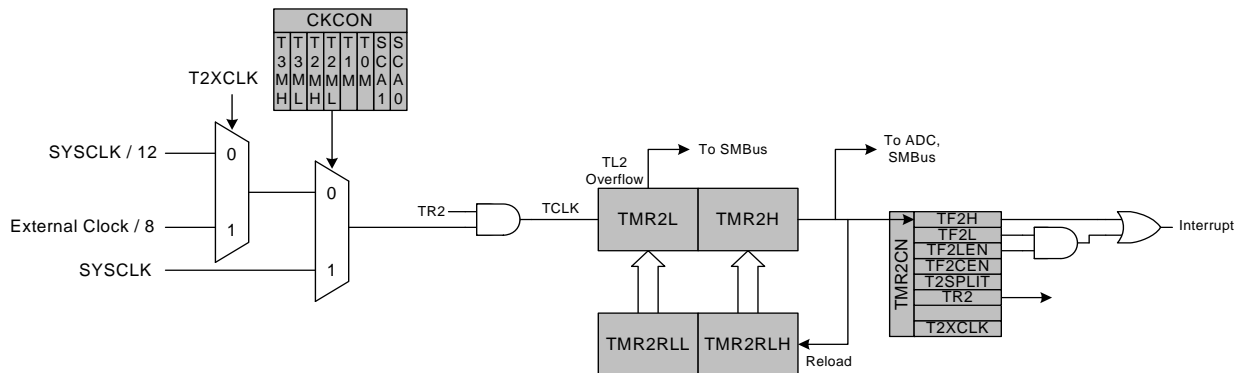 CKCON
T3MH
T3ML
T2MH
T2ML
T1M
T0M
SCA1
SCA0
T2XCLK
SYSCLK / 12
0
External Clock / 8
1
0
SYSCLK
1
TR2
TCLK
TL2
Overflow
To SMBus
TMR2L
TMR2H
To ADC,
SMBus
TMR2RLL
TMR2RLH
Reload
TMR2CN
TF2H
TF2L
TF2LEN
TF2CEN
T2SPLIT
TR2
T2XCLK
Interrupt